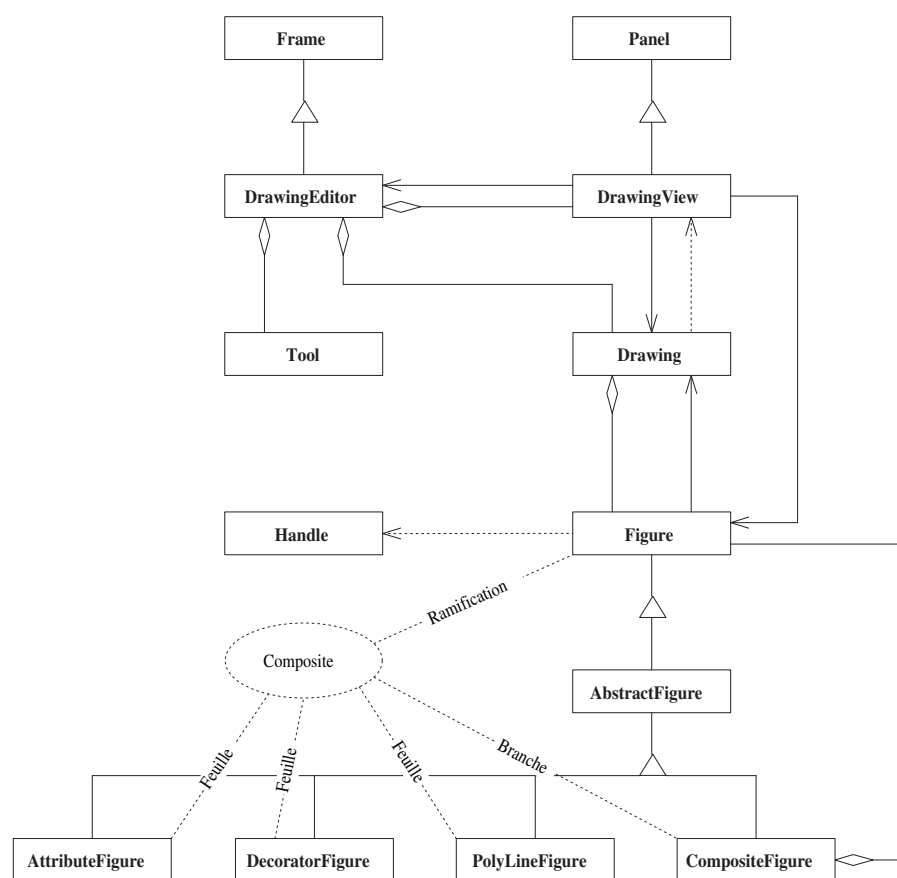 Frame
Panel
DrawingEditor
DrawingView
Tool
Drawing
Handle
Figure
Ramification
Composite
AbstractFigure
Feuille
Feuille
Feuille
Branche
AttributeFigure
DecoratorFigure
PolyLineFigure
CompositeFigure